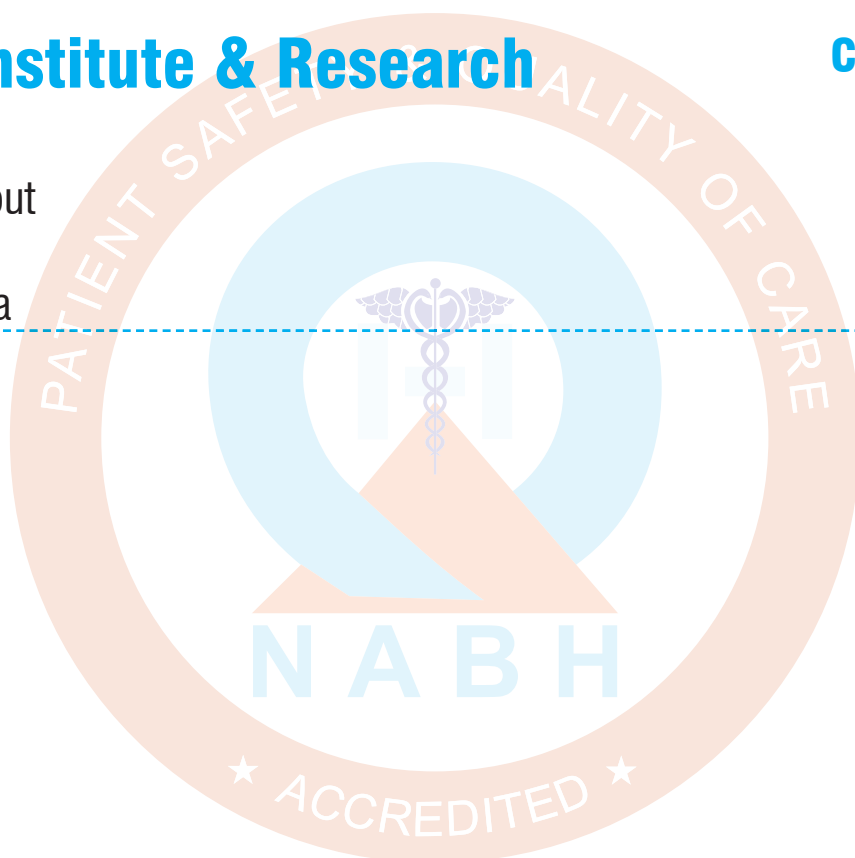 nstitute & Research
C
PATIENT SAFETY & QUALITY OF CARE
out
a
NABH
★ ACCREDITED ★